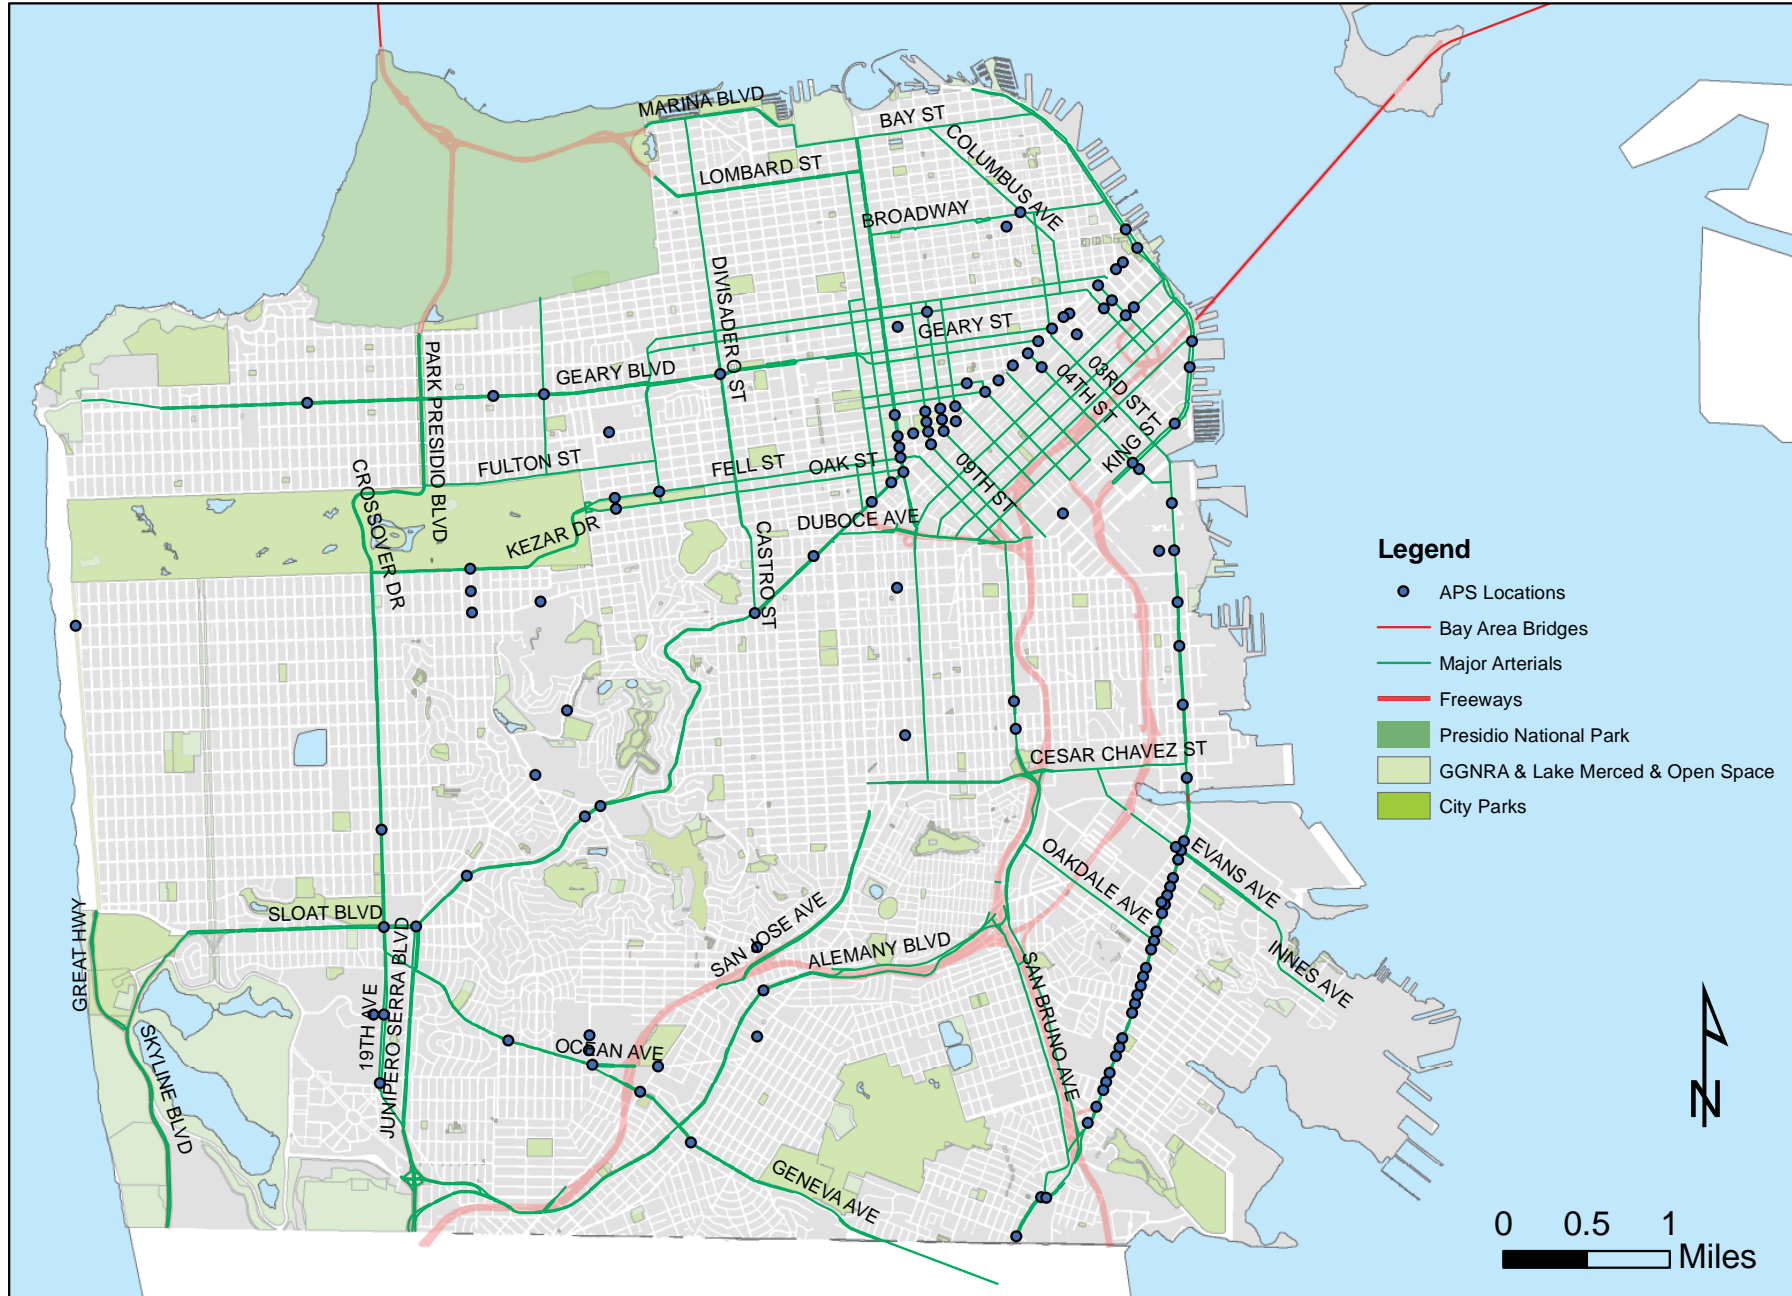 MARINA BLVD
BAY ST
COLUMBUS AVE
LOMBARD ST
BROADWAY
DIVISADERO ST
GEARY ST
PARK PRESIDIO BLVD
GEARY BLVD
03RD ST
04TH ST
KING ST
FULTON ST
FELL ST
OAK ST
09TH ST
CROSSOVER DR
KEZAR DR
DUBOCE AVE
CASTRO ST
CESAR CHAVEZ ST
OAKDALE AVE
EVANS AVE
INNES AVE
GREAT HWY
SLOAT BLVD
SAN JOSE AVE
ALEMANY BLVD
SAN BRUNO AVE
19TH AVE
JUNIPERO SERRA BLVD
OCEAN AVE
SKYLINE BLVD
GENEVA AVE
Legend
APS Locations
Bay Area Bridges
Major Arterials
Freeways
Presidio National Park
GGNRA & Lake Merced & Open Space
City Parks
N
0 0.5 1
Miles